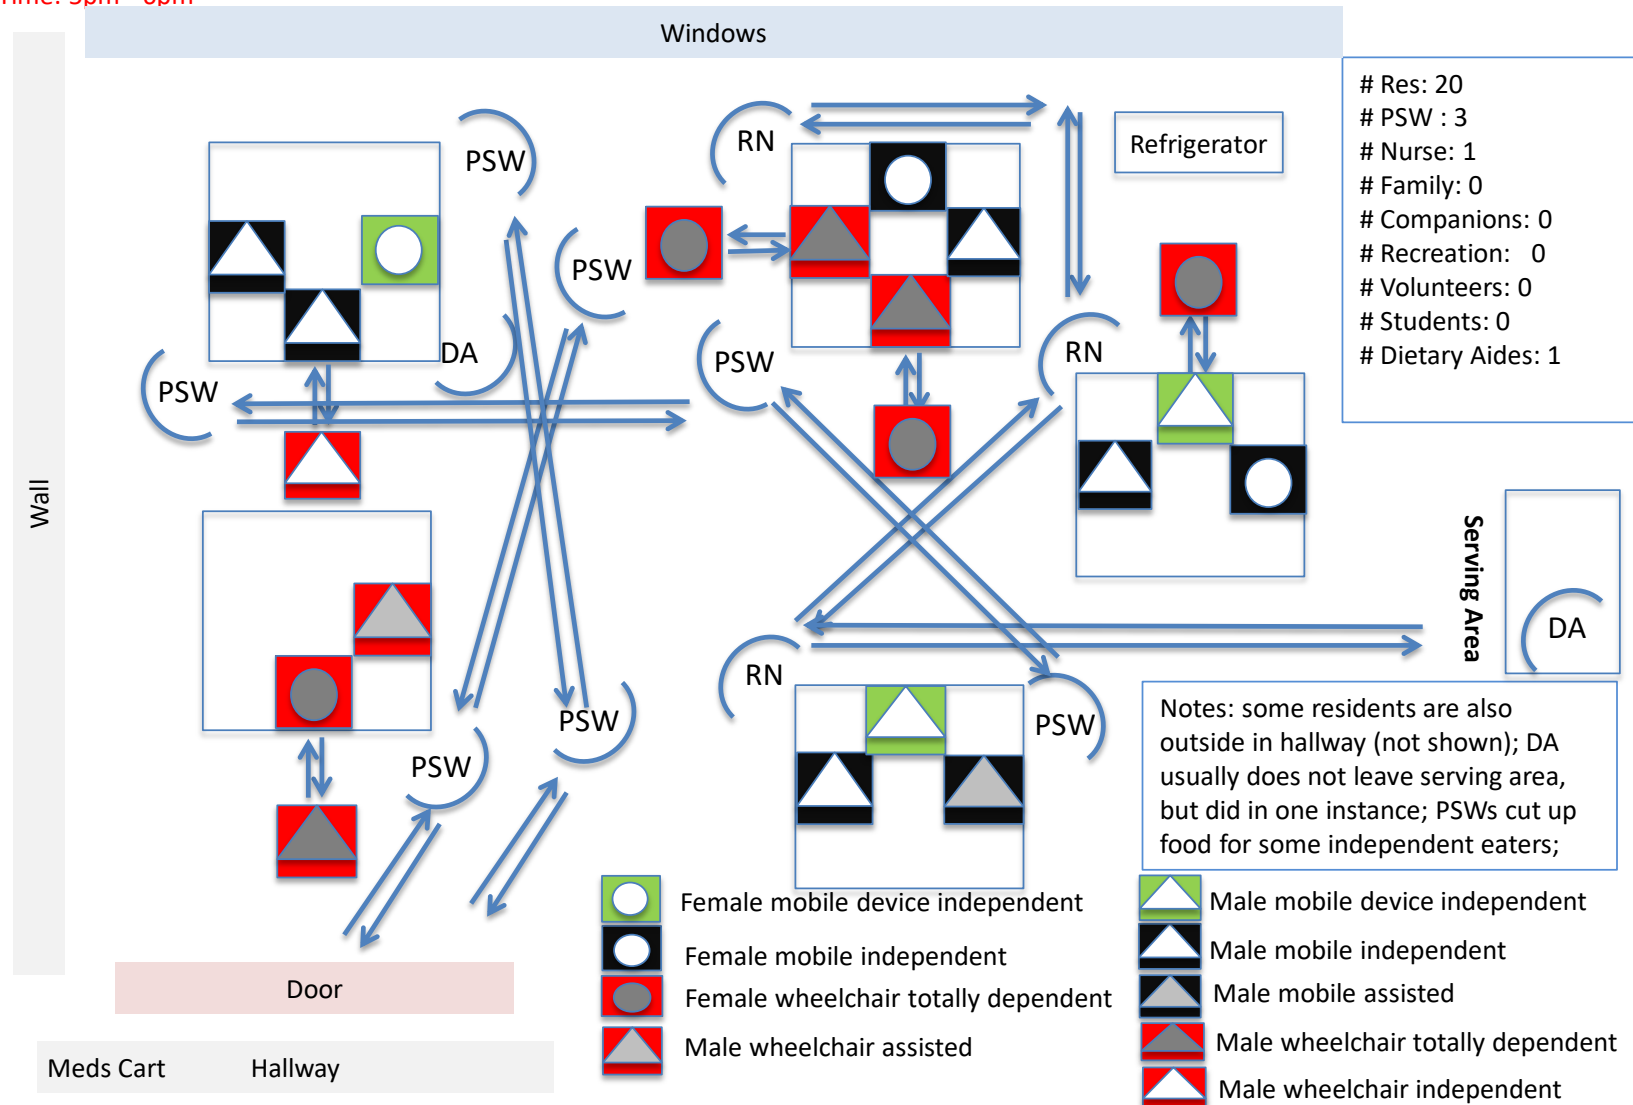 Time: 5pm - 6pm
Windows
# Res: 20
# PSW : 3
# Nurse: 1
# Family: 0
# Companions: 0
# Recreation: 0
# Volunteers: 0
# Students: 0
# Dietary Aides: 1
PSW
RN
Refrigerator
PSW
DA
PSW
RN
PSW
Wall
Serving Area
DA
RN
PSW
PSW
PSW
Notes: some residents are also
outside in hallway (not shown); DA
usually does not leave serving area,
but did in one instance; PSWs cut up
food for some independent eaters;
Female mobile device independent
Female mobile independent
Female wheelchair totally dependent
Male wheelchair assisted
Male mobile device independent
Male mobile independent
Male mobile assisted
Male wheelchair totally dependent
Male wheelchair independent
Door
Meds Cart Hallway